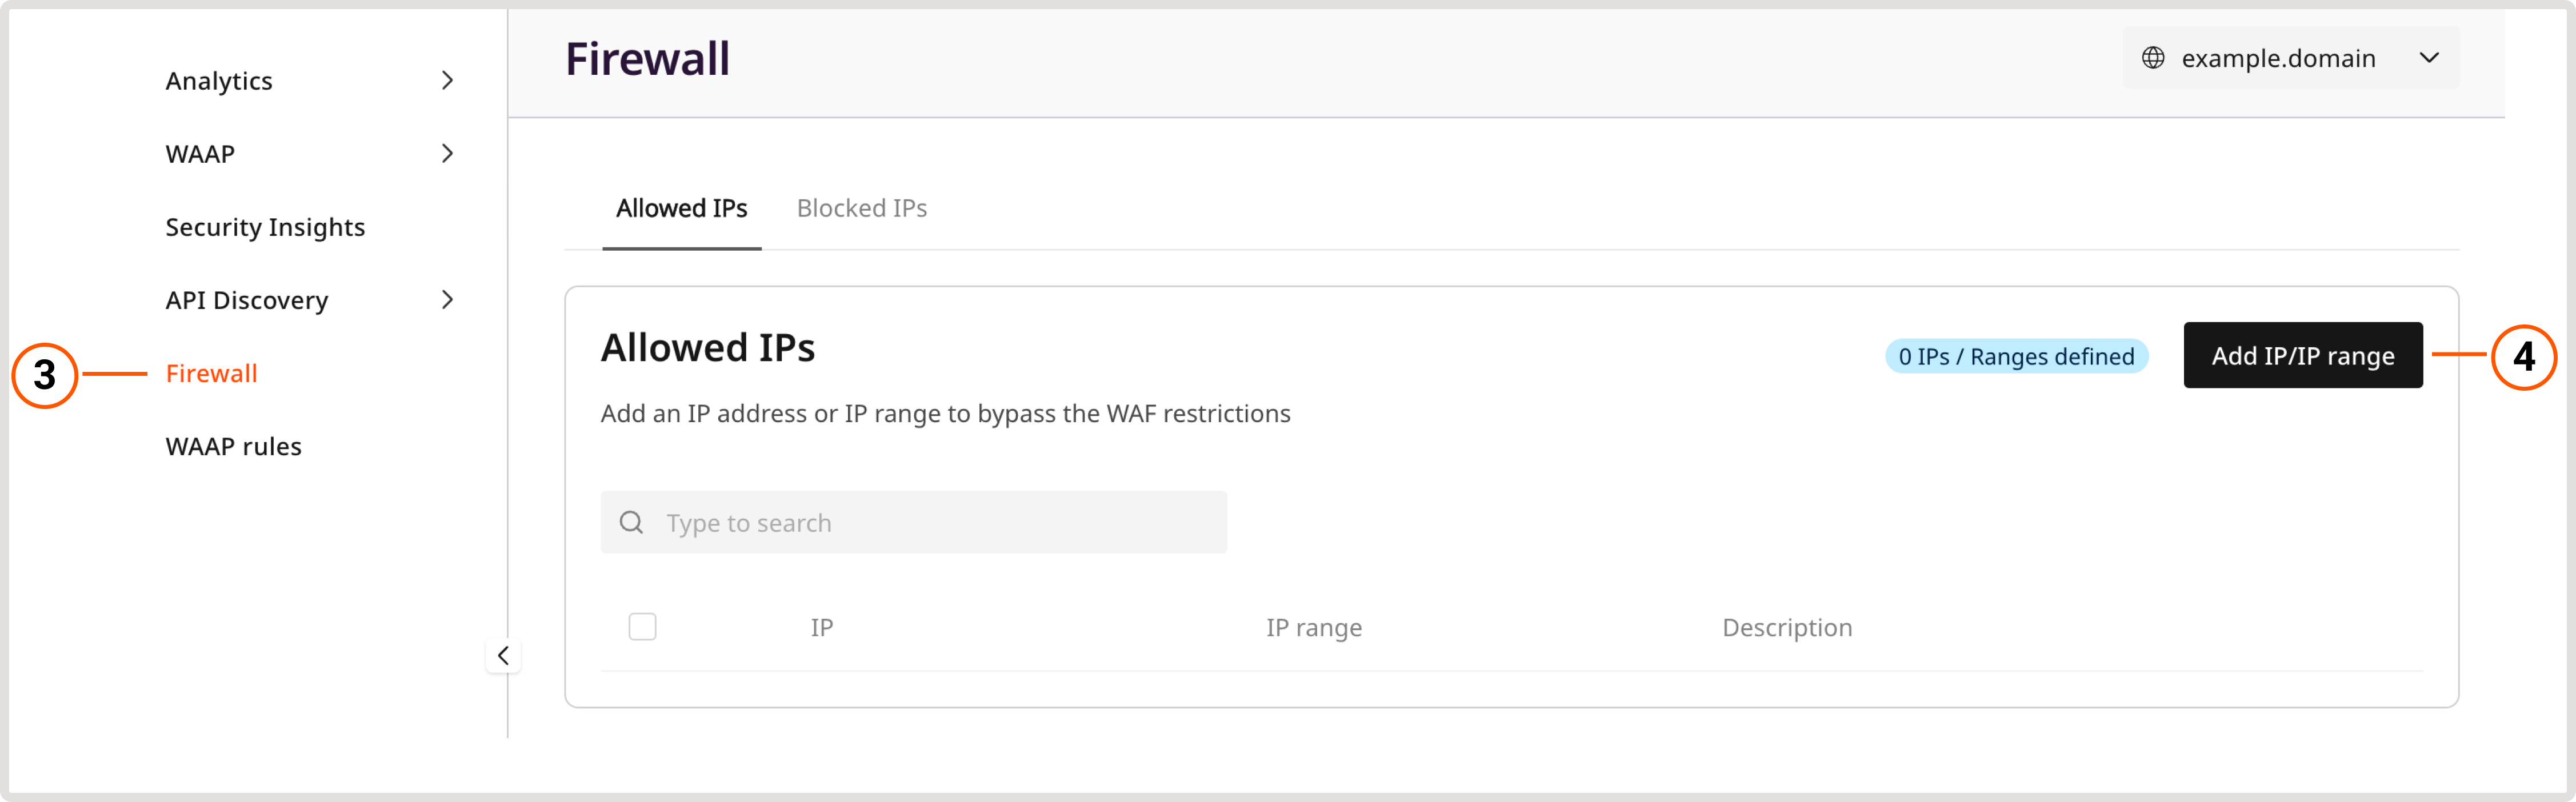 Firewall
example.domain
Analytics
WAAP
Security Insights
API Discovery
3 Firewall
WAAP rules
Allowed IPs Blocked IPs
Allowed IPs
0 IPs / Ranges defined
Add IP/IP range 4
Add an IP address or IP range to bypass the WAF restrictions
Type to search
IP IP range Description